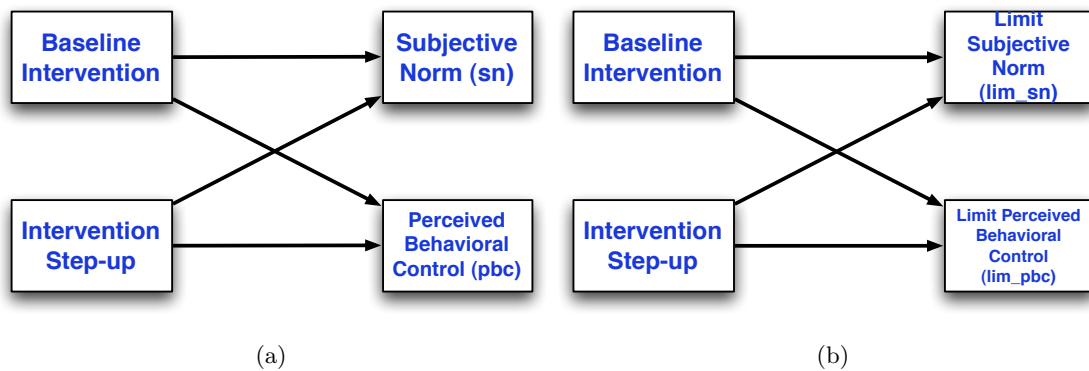 Baseline
Intervention
Subjective
Norm (sn)
Intervention
Step-up
Perceived
Behavioral
Control (pbc)
(a)
Baseline
Intervention
Limit
Subjective
Norm
(lim_sn)
Intervention
Step-up
Limit Perceived
Behavioral
Control
(lim_pbc)
(b)